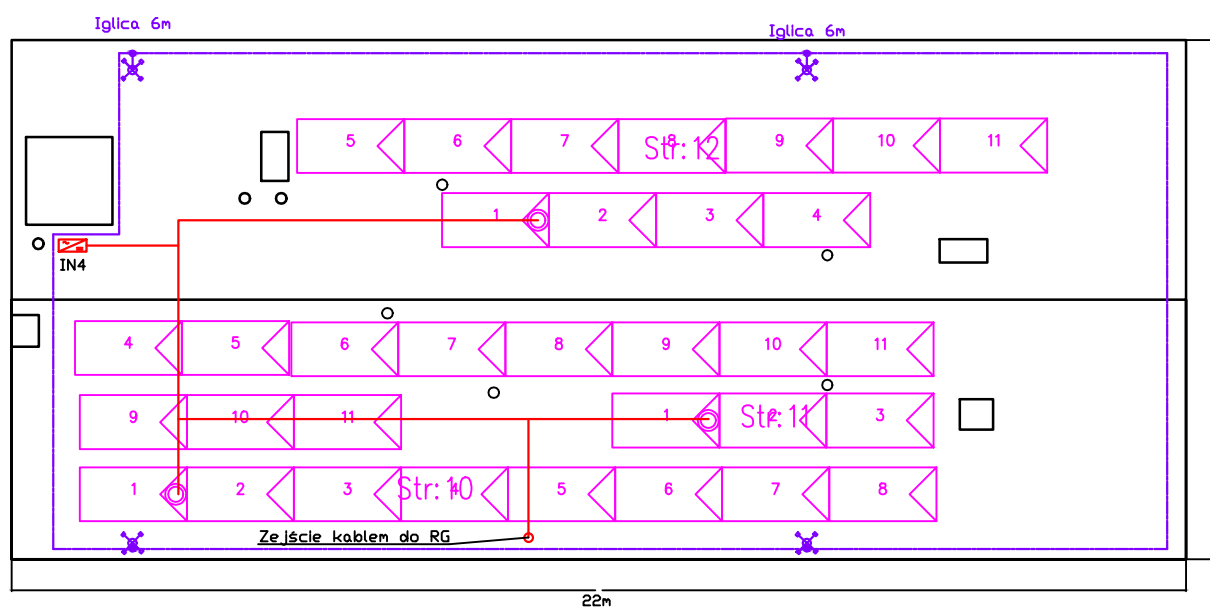 Iglica 6m
Iglica 6m
5 6 7 8 9 10 11
Str: 12
1 2 3 4
IN4
4 5 6 7 8 9 10 11
9 10 11 1 2 3
Str: 11
1 2 3 4 5 6 7 8
Str: 10
Zejście kablem do RG
22m